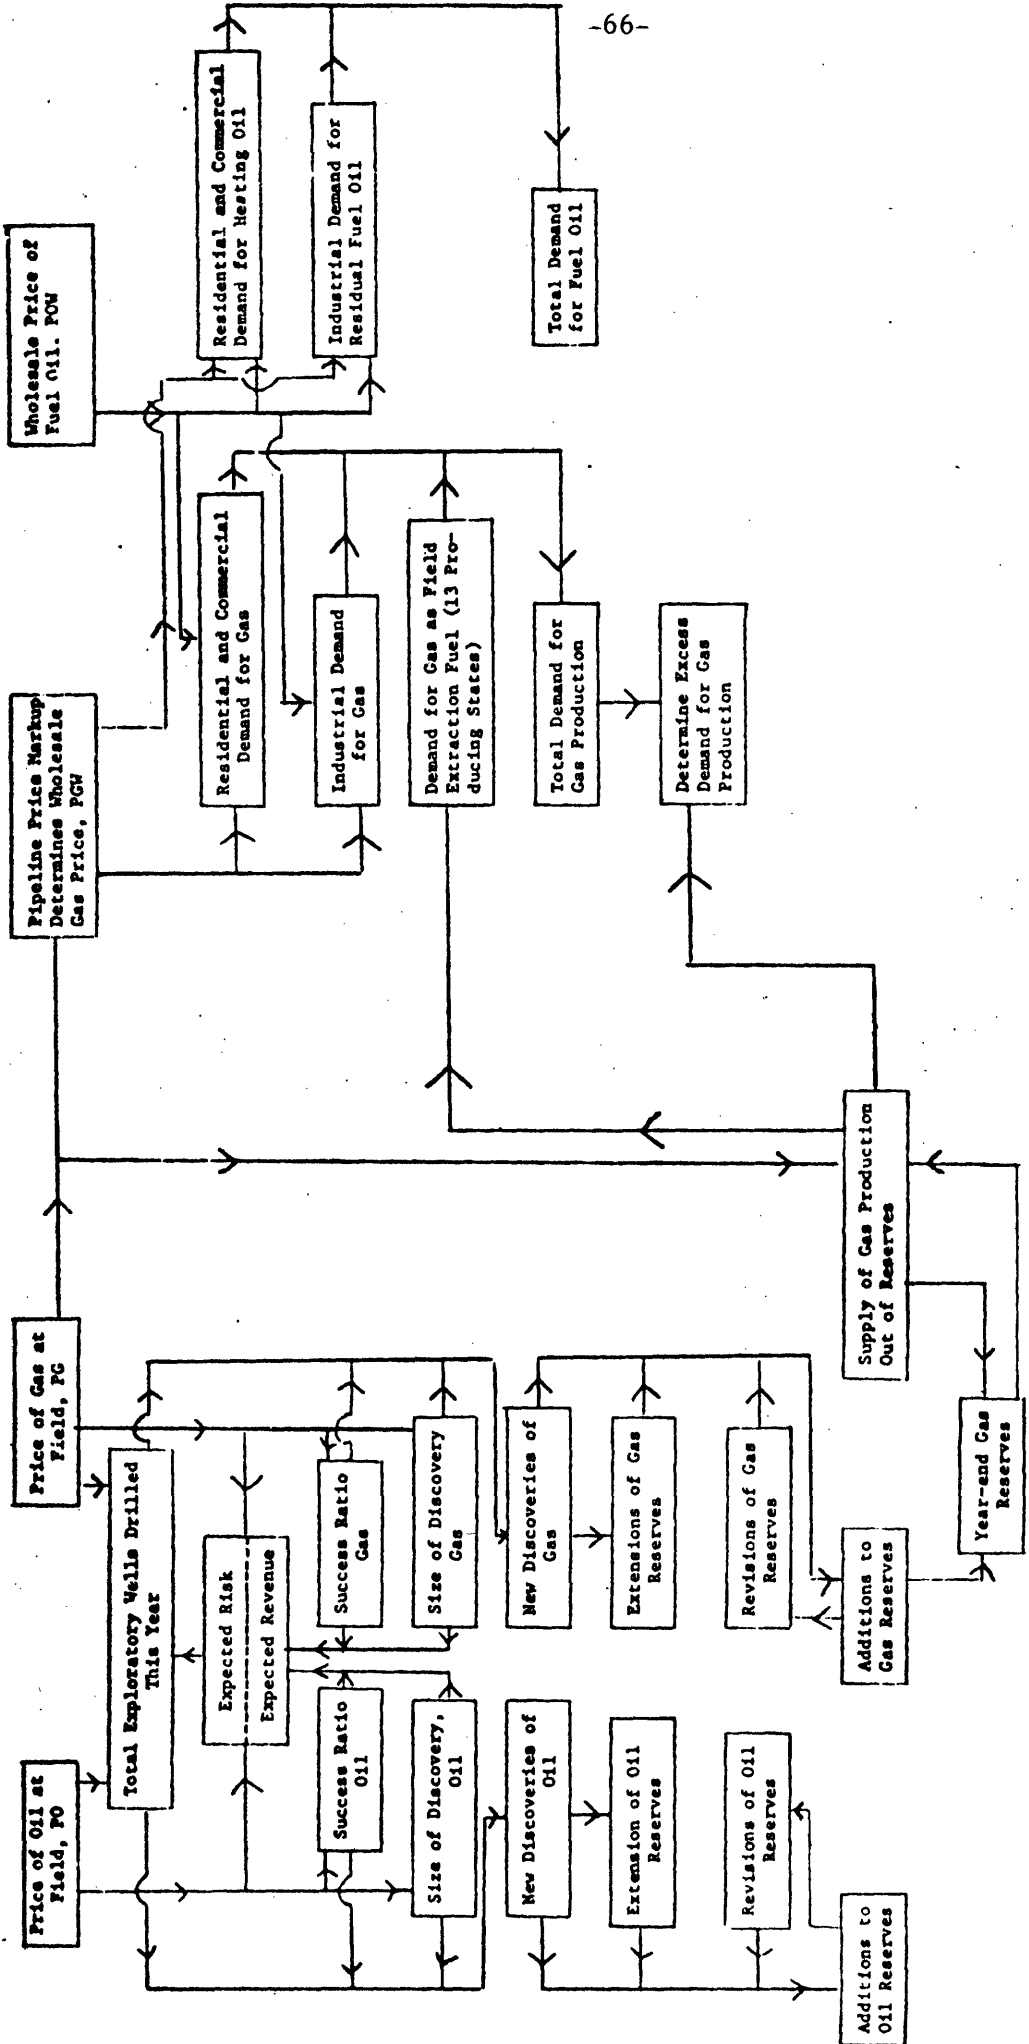 -66-
Price of Oil at
Field, PO
Price of Gas at
Field, PG
Pipeline Price Markup
Determines Wholesale
Gas Price, PGW
Wholesale Price of
Fuel Oil. POW
Total Exploratory Wells Drilled
This Year
Expected Risk
Expected Revenue
Success Ratio
Oil
Success Ratio
Gas
Size of Discovery,
Oil
Size of Discovery
Gas
New Discoveries of
Oil
New Discoveries of
Gas
Extension of Oil
Reserves
Extensions of Gas
Reserves
Revisions of Oil
Reserves
Revisions of Gas
Reserves
Additions to
Oil Reserves
Additions to
Gas Reserves
Year-end Gas
Reserves
Supply of Gas Production
Out of Reserves
Residential and Commercial
Demand for Gas
Industrial Demand
for Gas
Demand for Gas as Field
Extraction Fuel (13 Pro-
ducing States)
Total Demand for
Gas Production
Determine Excess
Demand for Gas
Production
Residential and Commercial
Demand for Heating Oil
Industrial Demand for
Residual Fuel Oil
Total Demand
for Fuel Oil